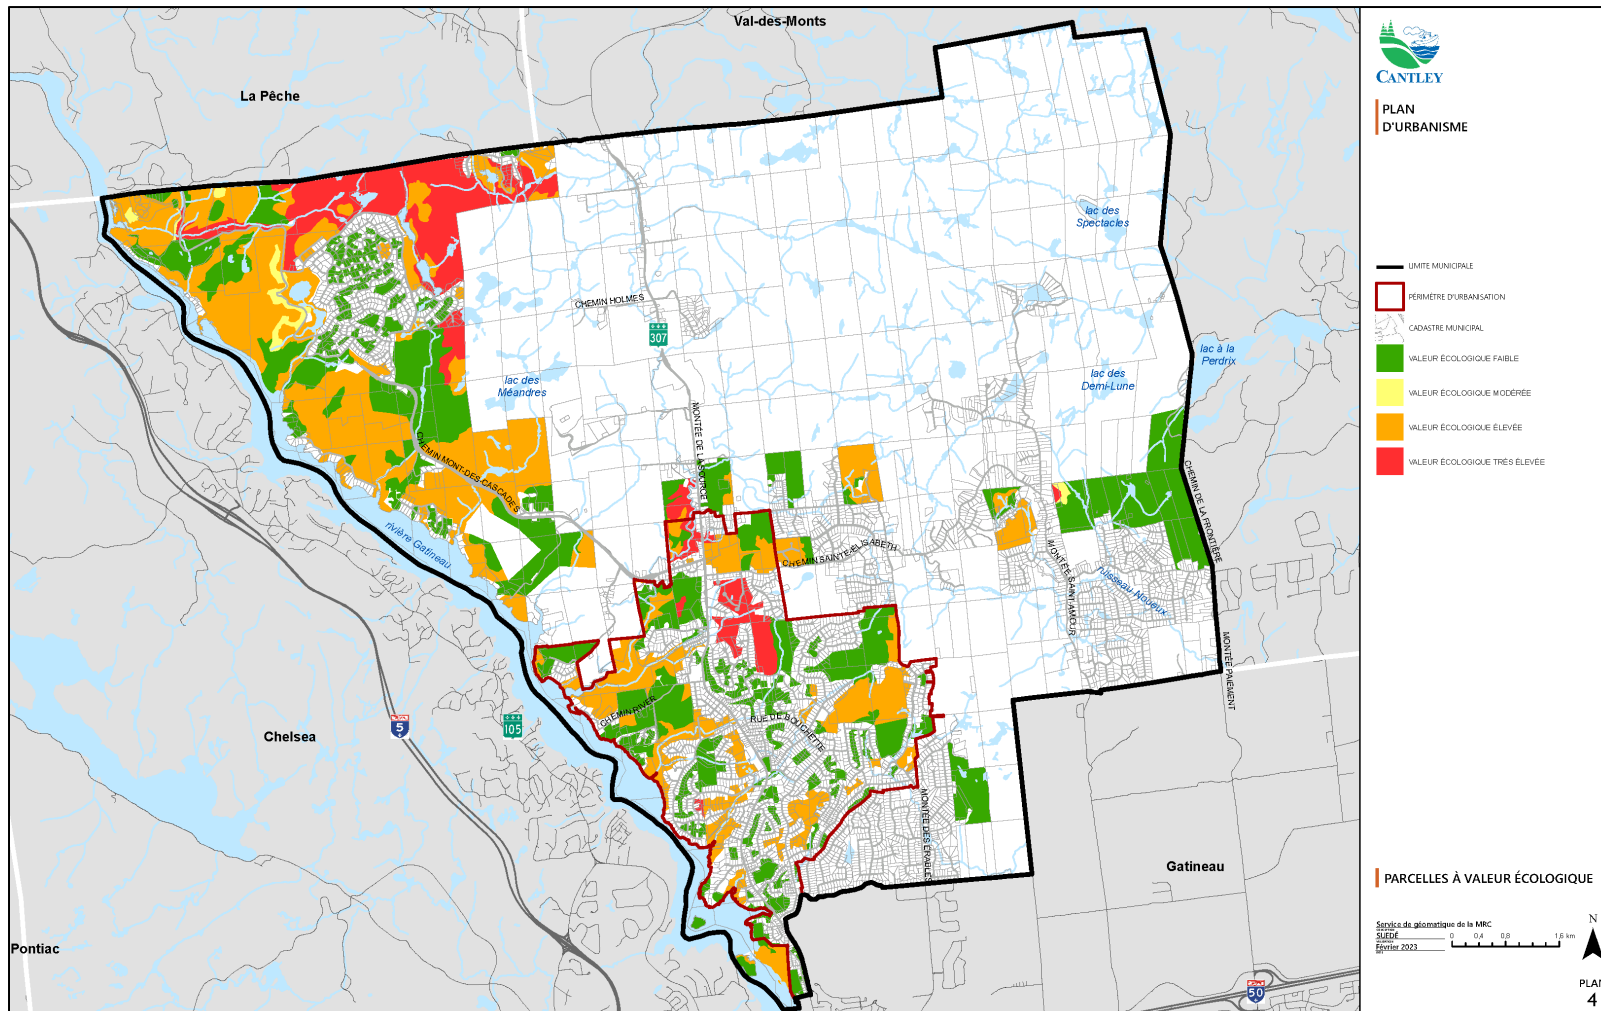 Val-des-Monts
La Pêche
lac des
Spectacles
CHEMIN HOLMES
307
lac à la
Perdrix
lac des
Méandres
lac des
Demi-Lune
MONTÉE DE LA SOURCE
CHEMIN MONT-DES-CASCADES
CHEMIN DE LA FRONTIÈRE
rivière Gatineau
CHEMIN SAINTE-ÉLISABETH
MONTÉE SAINT-AMOUR
ruisseau Noueux
MONTÉE PAIEMENT
CHEMIN RIVER
RUE DE BOUCHETTE
5
105
Chelsea
MONTÉE DES ÉRABLES
Gatineau
Pontiac
50
CANTLEY
PLAN
D'URBANISME
LIMITE MUNICIPALE
PÉRIMÈTRE D'URBANISATION
CADASTRE MUNICIPAL
VALEUR ÉCOLOGIQUE FAIBLE
VALEUR ÉCOLOGIQUE MODÉRÉE
VALEUR ÉCOLOGIQUE ÉLEVÉE
VALEUR ÉCOLOGIQUE TRÈS ÉLEVÉE
PARCELLES À VALEUR ÉCOLOGIQUE
Service de géomatique de la MRC
SUEDE
Février 2023
0 0,4 0,8 1,6 km
N
PLAN
4